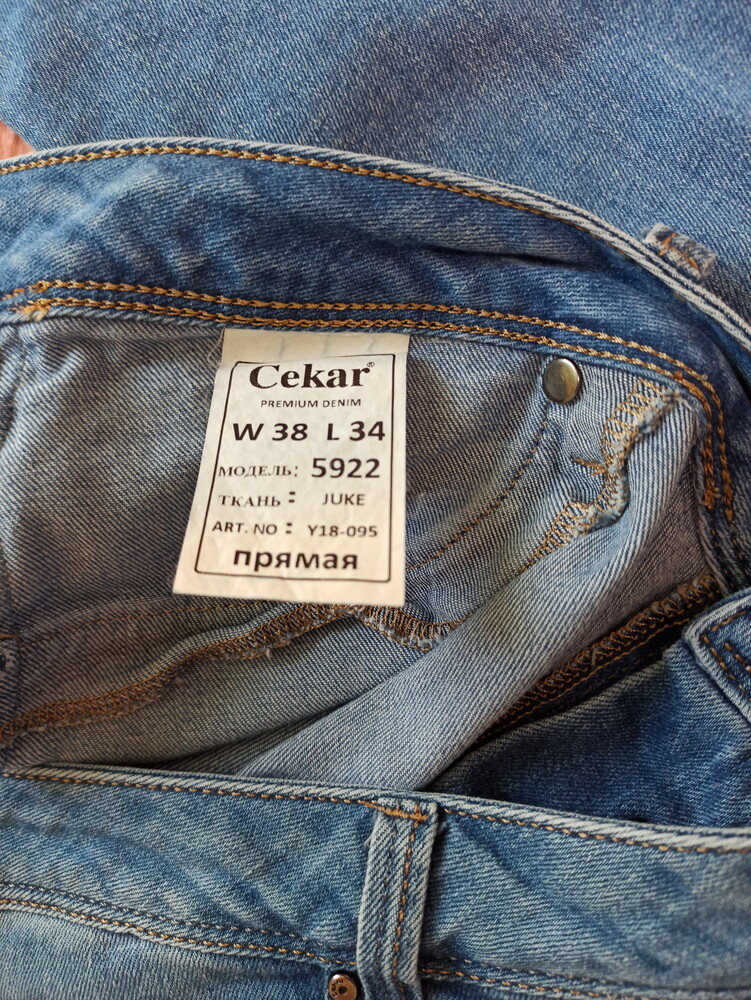 Cekar®
PREMIUM DENIM
W 38 L 34
МОДЕЛЬ: 5922
ТКАНЬ : JUKE
ART. NO : Y18-095
прямая